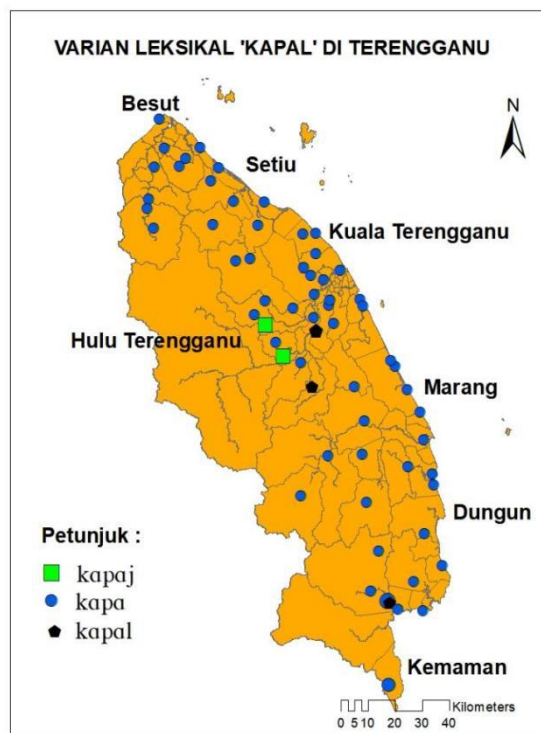 VARIAN LEKSIKAL 'KAPAL' DI TERENGGANU
Besut
N
Setiu
Kuala Terengganu
Hulu Terengganu
Marang
Dungun
Petunjuk :
kapaj
kapa
kapal
Kemaman
Kilometers
0 5 10 20 30 40